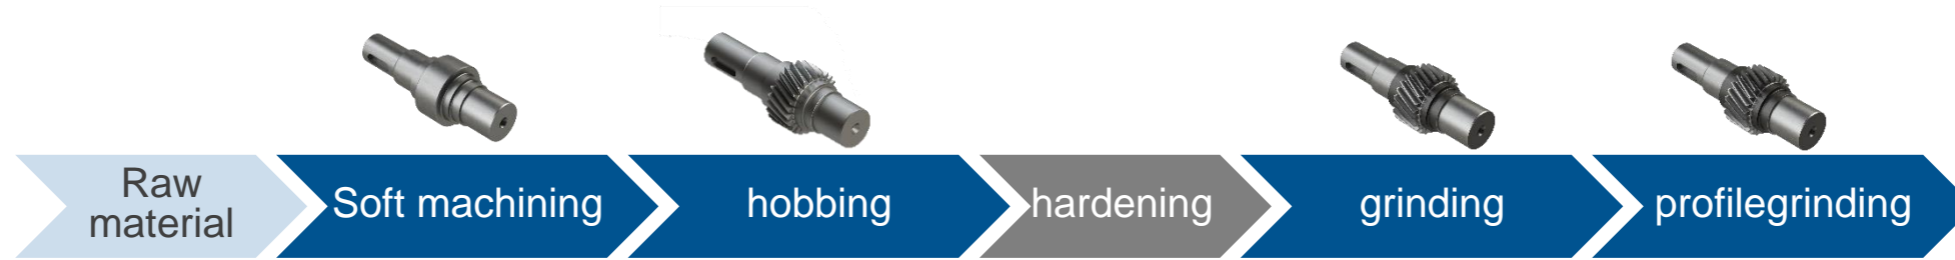 Raw
material
Soft machining
hobbing
hardening
grinding
profilegrinding